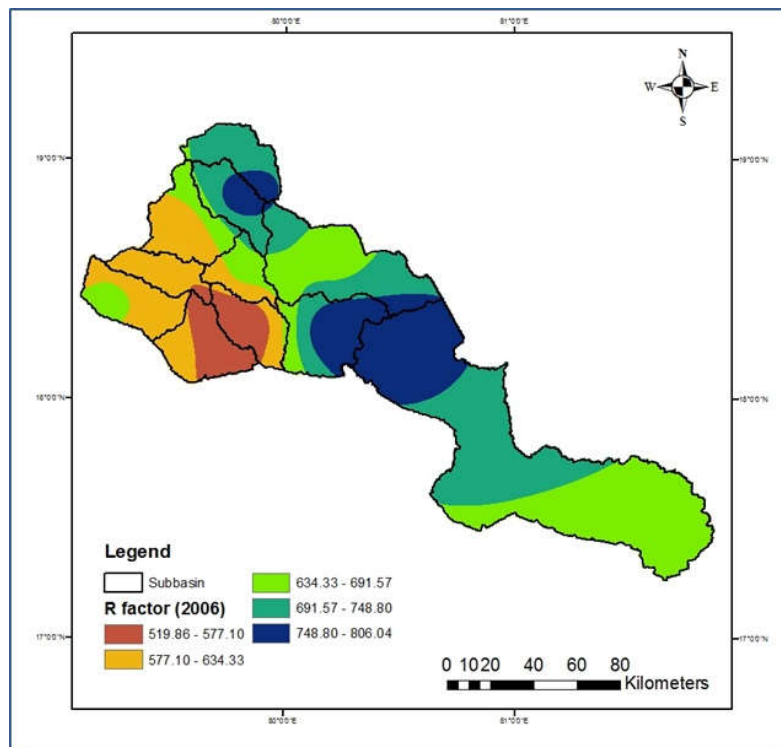 80°0'0"E 81°0'0"E
N
W E
S
19°0'0"N 19°0'0"N
18°0'0"N 18°0'0"N
Legend
Subbasin
R factor (2006)
519.86 - 577.10
577.10 - 634.33
634.33 - 691.57
691.57 - 748.80
748.80 - 806.04
17°0'0"N 17°0'0"N
0 10 20 40 60 80
Kilometers
80°0'0"E 81°0'0"E